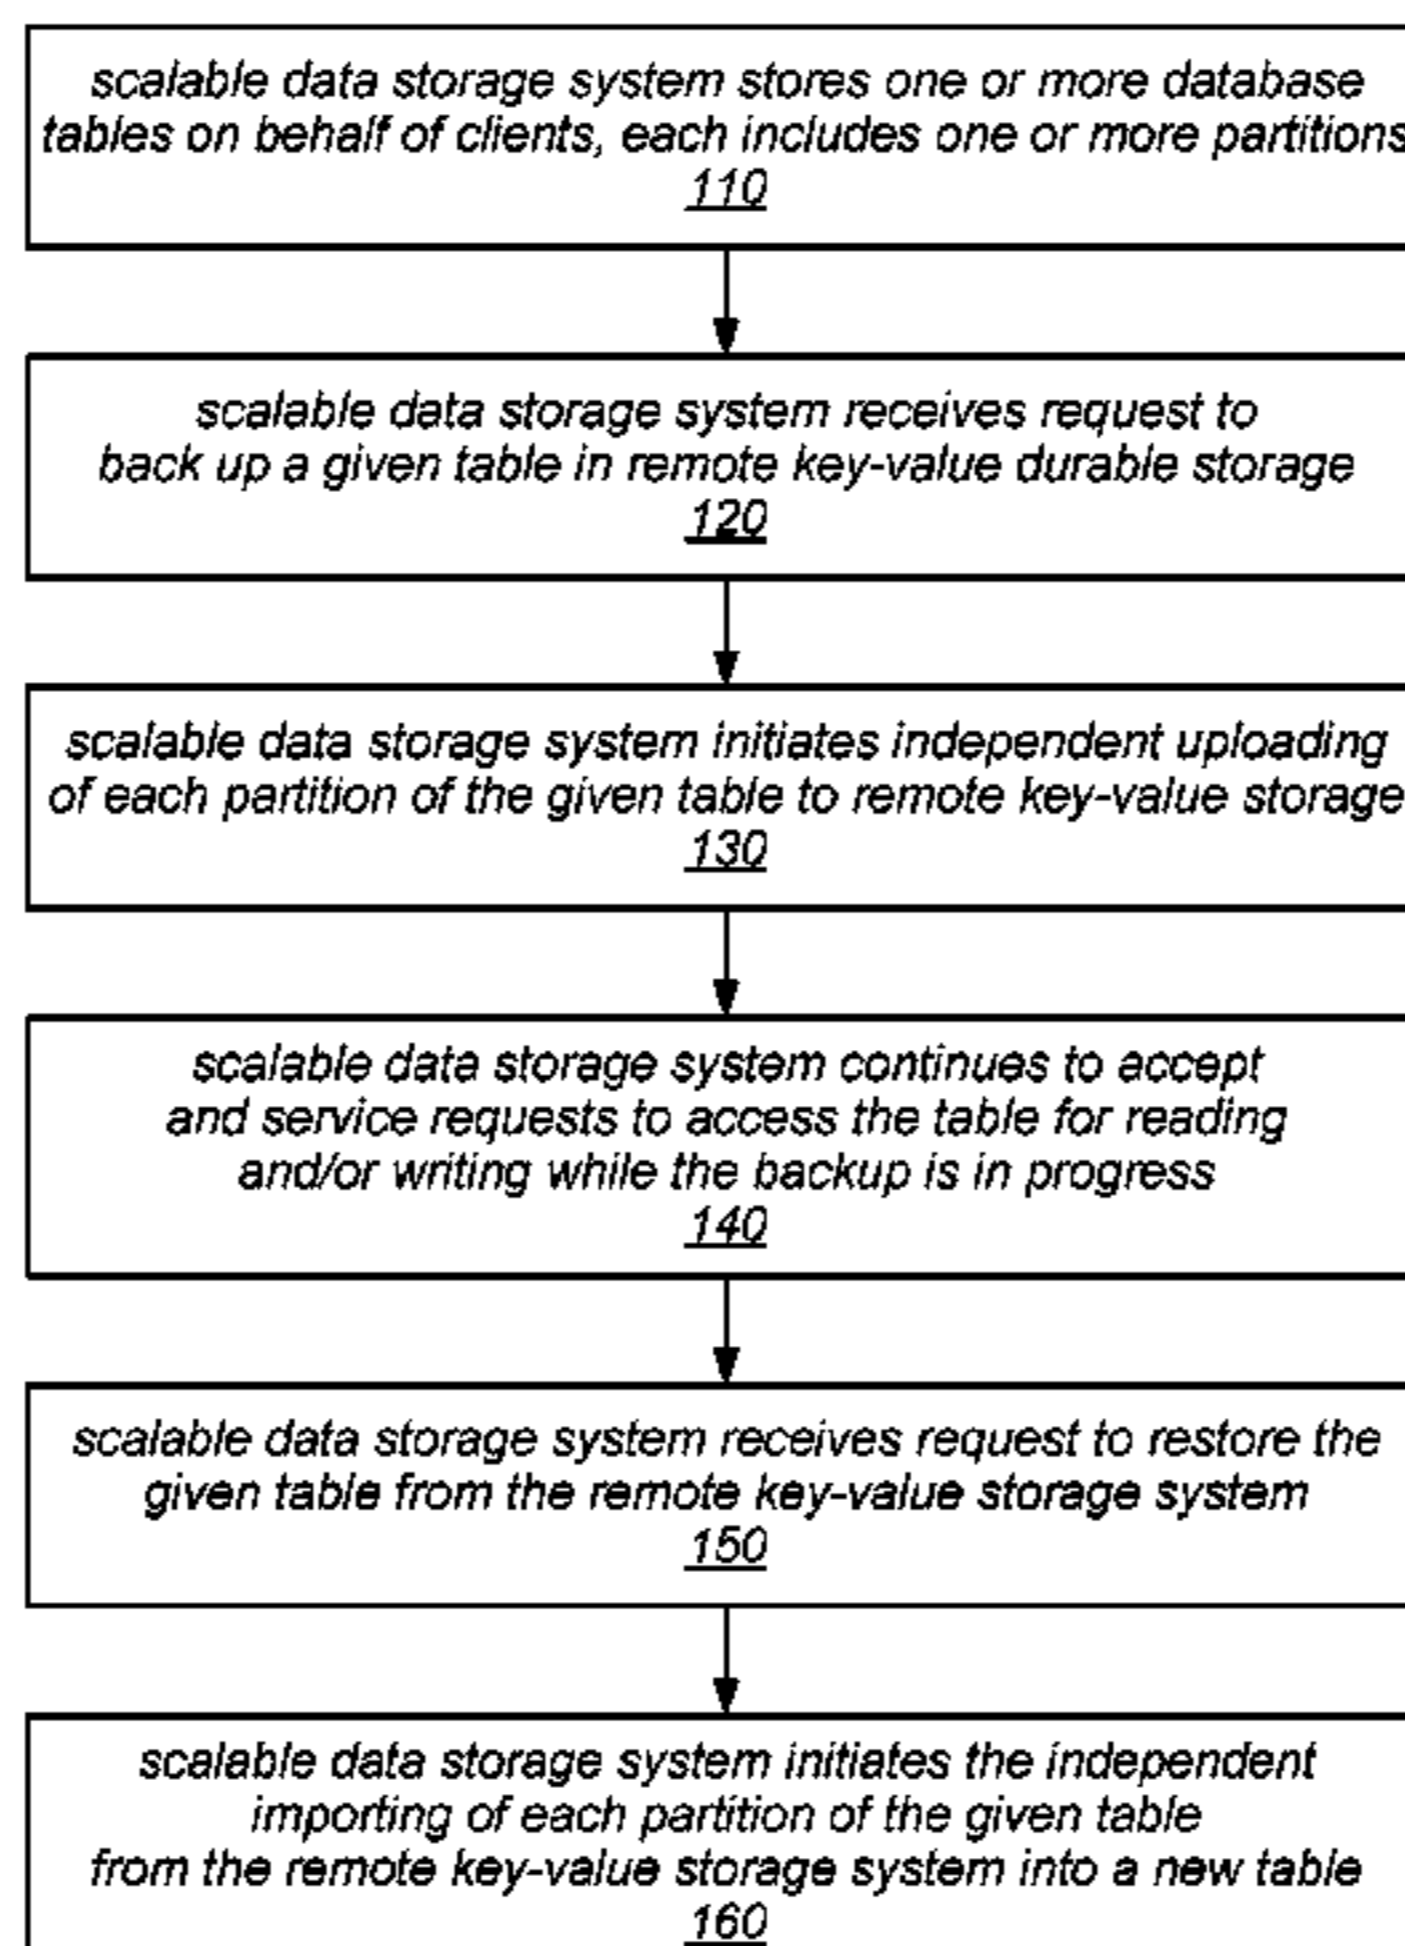 scalable data storage system stores one or more database
tables on behalf of clients, each includes one or more partitions
110
scalable data storage system receives request to
back up a given table in remote key-value durable storage
120
scalable data storage system initiates independent uploading
of each partition of the given table to remote key-value storage
130
scalable data storage system continues to accept
and service requests to access the table for reading
and/or writing while the backup is in progress
140
scalable data storage system receives request to restore the
given table from the remote key-value storage system
150
scalable data storage system initiates the independent
importing of each partition of the given table
from the remote key-value storage system into a new table
160